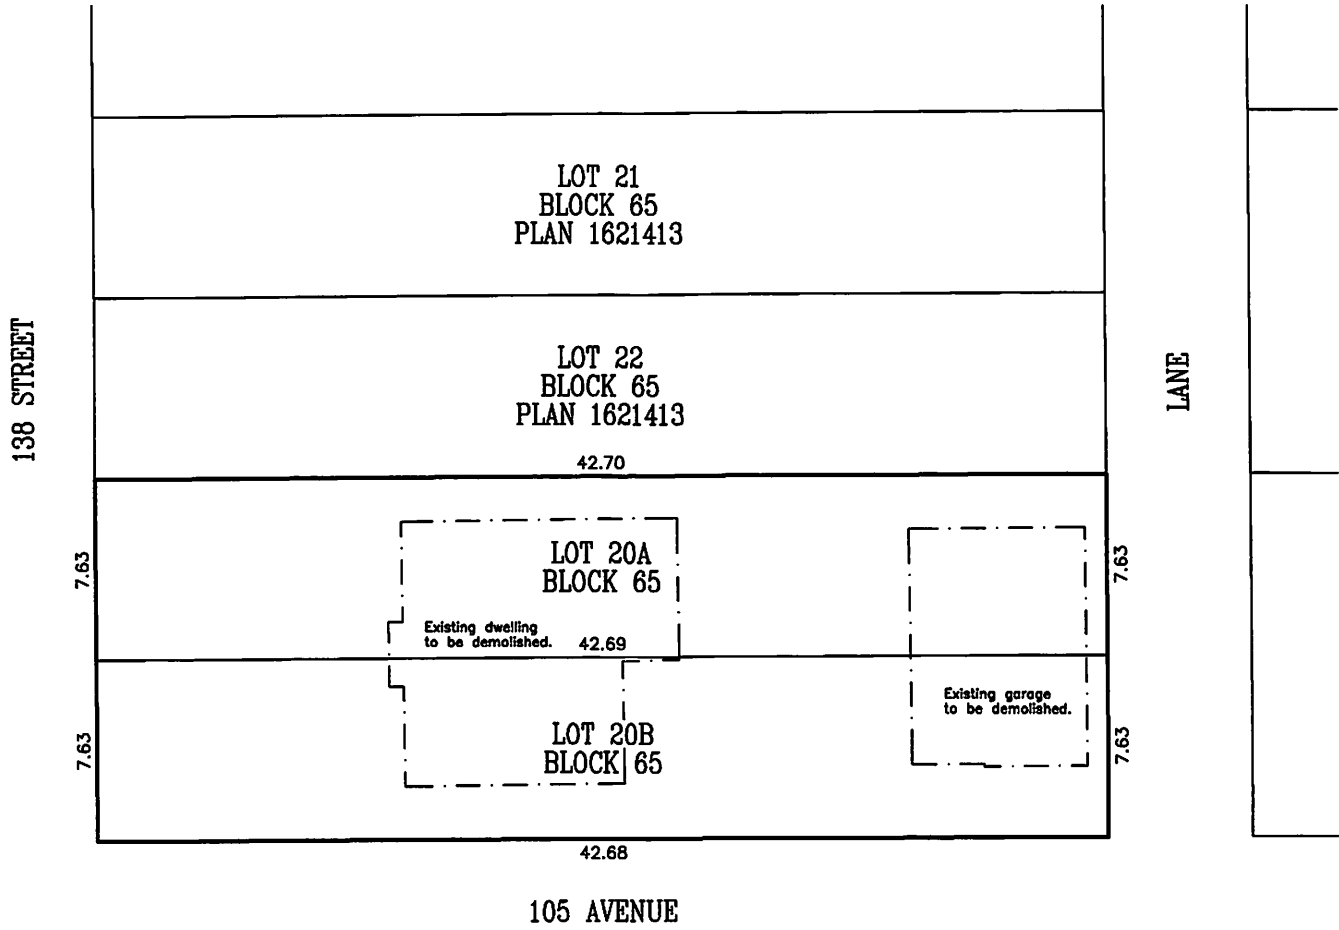 LOT 21
BLOCK 65
PLAN 1621413
138 STREET
LOT 22
BLOCK 65
PLAN 1621413
LANE
42.70
7.63
LOT 20A
BLOCK 65
7.63
Existing dwelling
to be demolished.
42.69
Existing garage
to be demolished.
7.63
LOT 20B
BLOCK 65
7.63
42.68
105 AVENUE